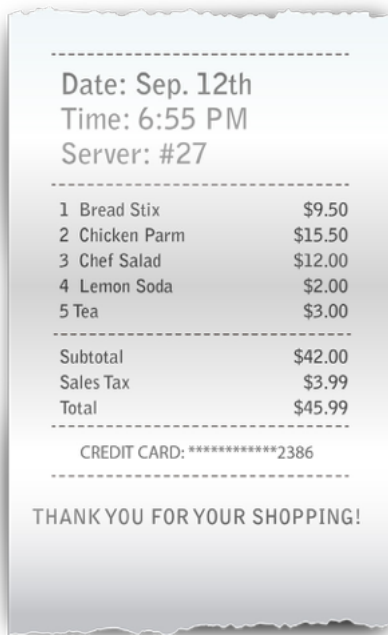 Date: Sep. 12th
Time: 6:55 PM
Server: #27
1 Bread Stix $9.50
2 Chicken Parm $15.50
3 Chef Salad $12.00
4 Lemon Soda $2.00
5 Tea $3.00
Subtotal $42.00
Sales Tax $3.99
Total $45.99
CREDIT CARD: ************2386
THANK YOU FOR YOUR SHOPPING!